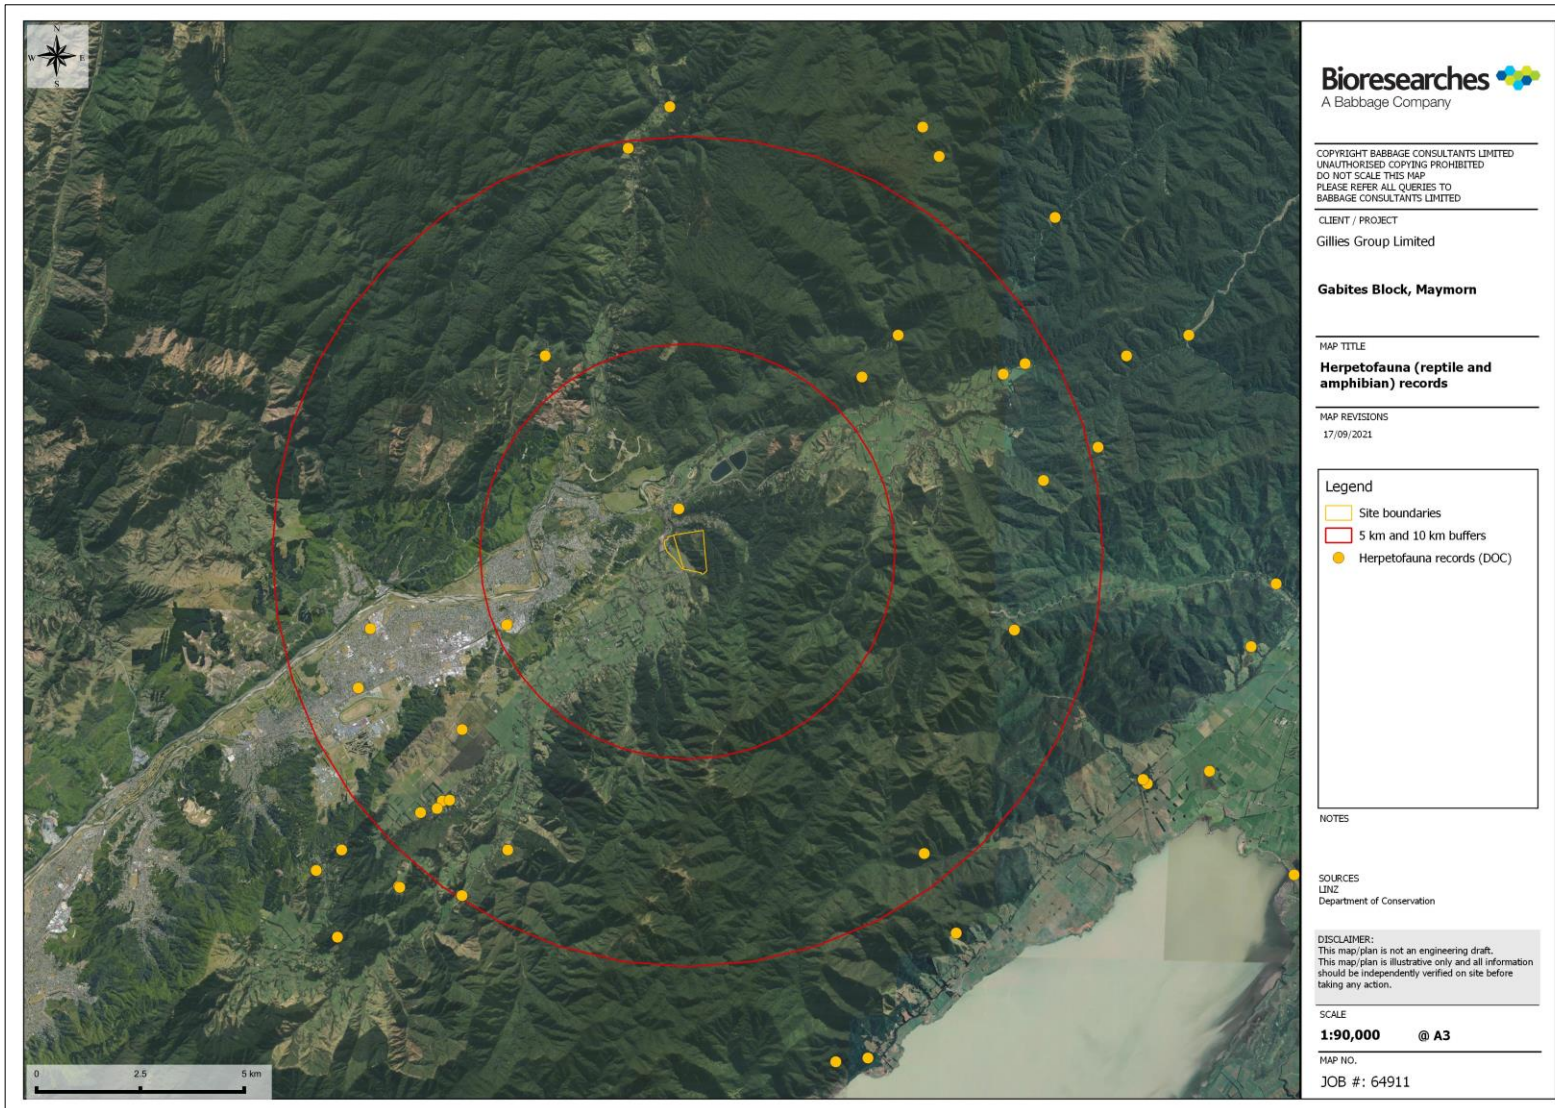 N
W E
S
0 2.5 5 km
Bioresearches
A Babbage Company
COPYRIGHT BABBAGE CONSULTANTS LIMITED
UNAUTHORISED COPYING PROHIBITED
DO NOT SCALE THIS MAP
PLEASE REFER ALL QUERIES TO
BABBAGE CONSULTANTS LIMITED
CLIENT / PROJECT
Gillies Group Limited
Gabites Block, Maymorn
MAP TITLE
Herpetofauna (reptile and
amphibian) records
MAP REVISIONS
17/09/2021
Legend
Site boundaries
5 km and 10 km buffers
Herpetofauna records (DOC)
NOTES
SOURCES
LINZ
Department of Conservation
DISCLAIMER:
This map/plan is not an engineering draft.
This map/plan is illustrative only and all information
should be independently verified on site before
taking any action.
SCALE
1:90,000 @ A3
MAP NO.
JOB #: 64911